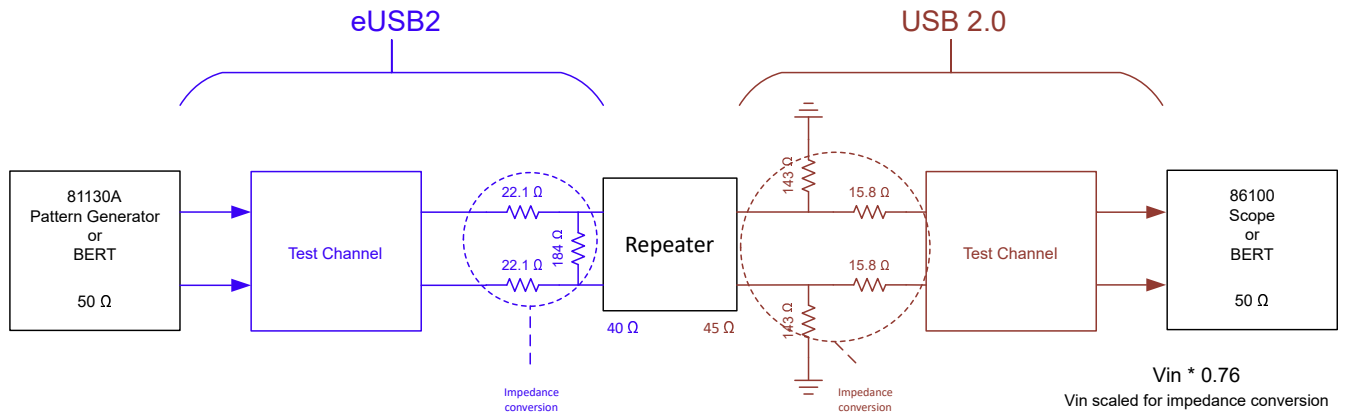 eUSB2
USB 2.0
81130A
Pattern Generator
or
BERT
50 Ω
Test Channel
22.1 Ω
184 Ω
22.1 Ω
Impedance
conversion
Repeater
40 Ω
45 Ω
143 Ω
15.8 Ω
15.8 Ω
143 Ω
Impedance
conversion
Test Channel
86100
Scope
or
BERT
50 Ω
Vin * 0.76
Vin scaled for impedance conversion